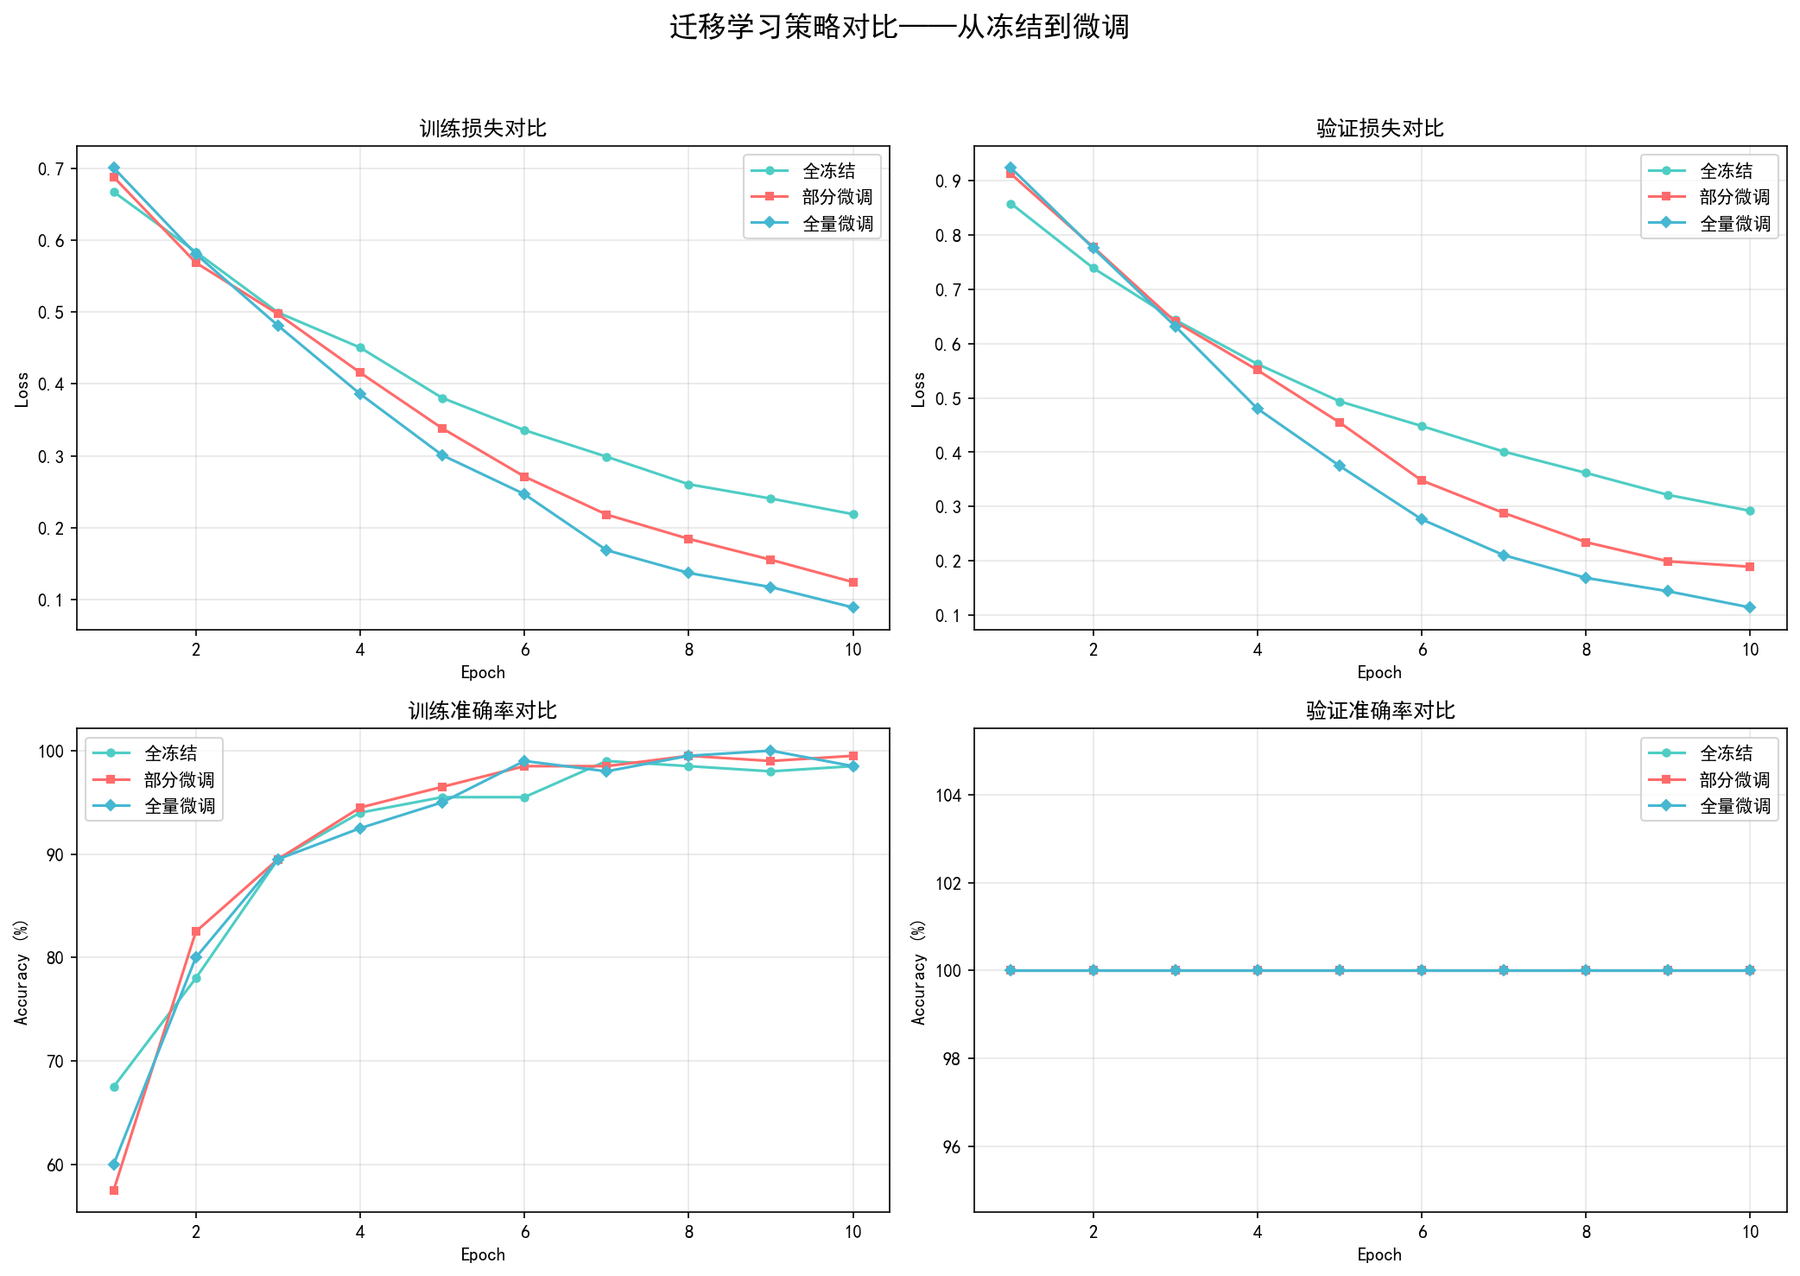 迁移学习策略对比——从冻结到微调
训练损失对比
Loss
0.7
0.6
0.5
0.4
0.3
0.2
0.1
全冻结
部分微调
全量微调
2 4 6 8 10
Epoch
验证损失对比
Loss
0.9
0.8
0.7
0.6
0.5
0.4
0.3
0.2
0.1
全冻结
部分微调
全量微调
2 4 6 8 10
Epoch
训练准确率对比
Accuracy (%)
100
90
80
70
60
全冻结
部分微调
全量微调
2 4 6 8 10
Epoch
验证准确率对比
Accuracy (%)
104
102
100
98
96
全冻结
部分微调
全量微调
2 4 6 8 10
Epoch